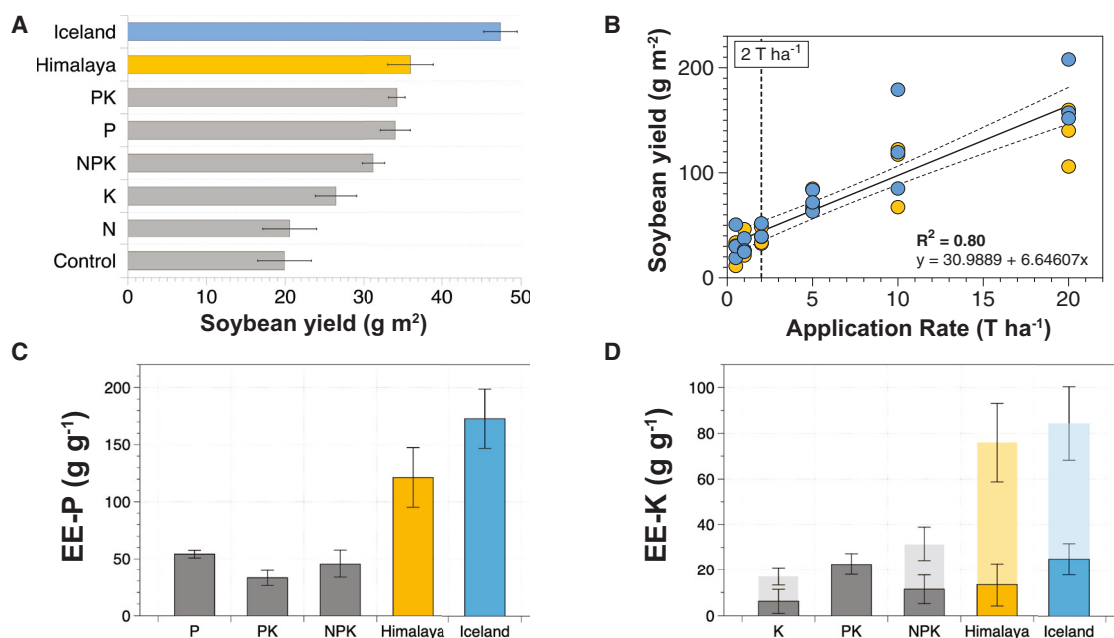 A
Iceland
Himalaya
PK
P
NPK
K
N
Control
0 10 20 30 40 50
Soybean yield (g m²)
B
2 T ha⁻¹
Soybean yield (g m⁻²)
200
100
0
R² = 0.80
y = 30.9889 + 6.64607x
0 5 10 15 20
Application Rate (T ha⁻¹)
C
EE-P (g g⁻¹)
200
150
100
50
0
P PK NPK Himalaya Iceland
D
EE-K (g g⁻¹)
100
80
60
40
20
0
K PK NPK Himalaya Iceland